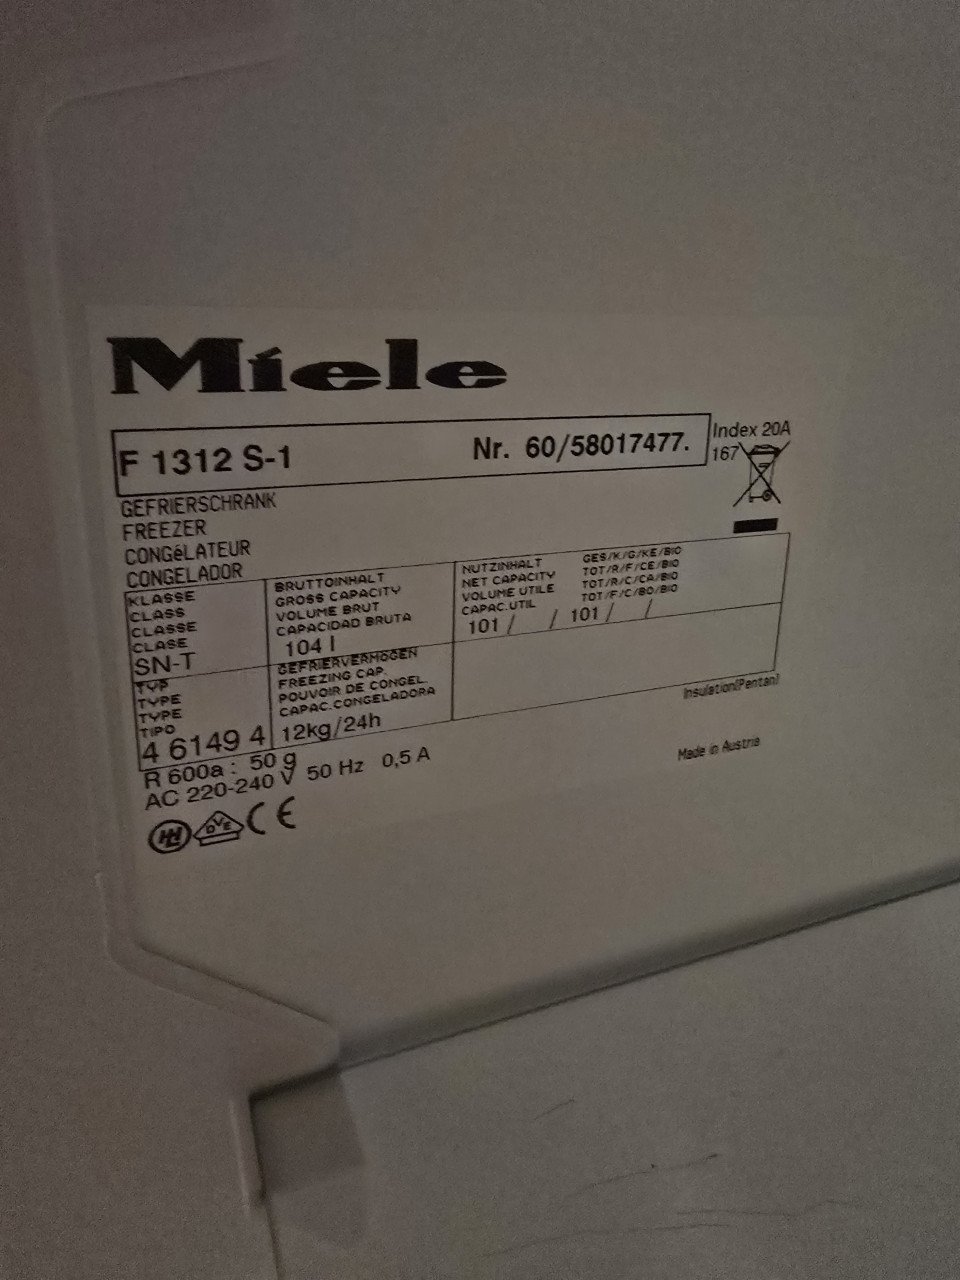 Miele
F 1312 S-1 Nr. 60/58017477.
Index 20A
167
GEFRIERSCHRANK
FREEZER
CONGéLATEUR
CONGELADOR
KLASSE
CLASS
CLASSE
CLASE
SN-T
BRUTTOINHALT
GROSS CAPACITY
VOLUME BRUT
CAPACIDAD BRUTA
104 l
NUTZINHALT GES/K/G/KE/BIO
NET CAPACITY TOT/R/F/CE/BIO
VOLUME UTILE TOT/R/C/CA/BIO
CAPAC.UTIL TOT/F/C/BO/BIO
101 / / 101 / /
TYP
TYPE
TYPE
TIPO
4 6149 4
GEFRIERVERMÖGEN
FREEZING CAP.
POUVOIR DE CONGEL.
CAPAC.CONGELADORA
12kg/24h
Insulation(Pentan)
R 600a : 50 g
AC 220-240 V 50 Hz 0,5 A
Made in Austria
OVE CE